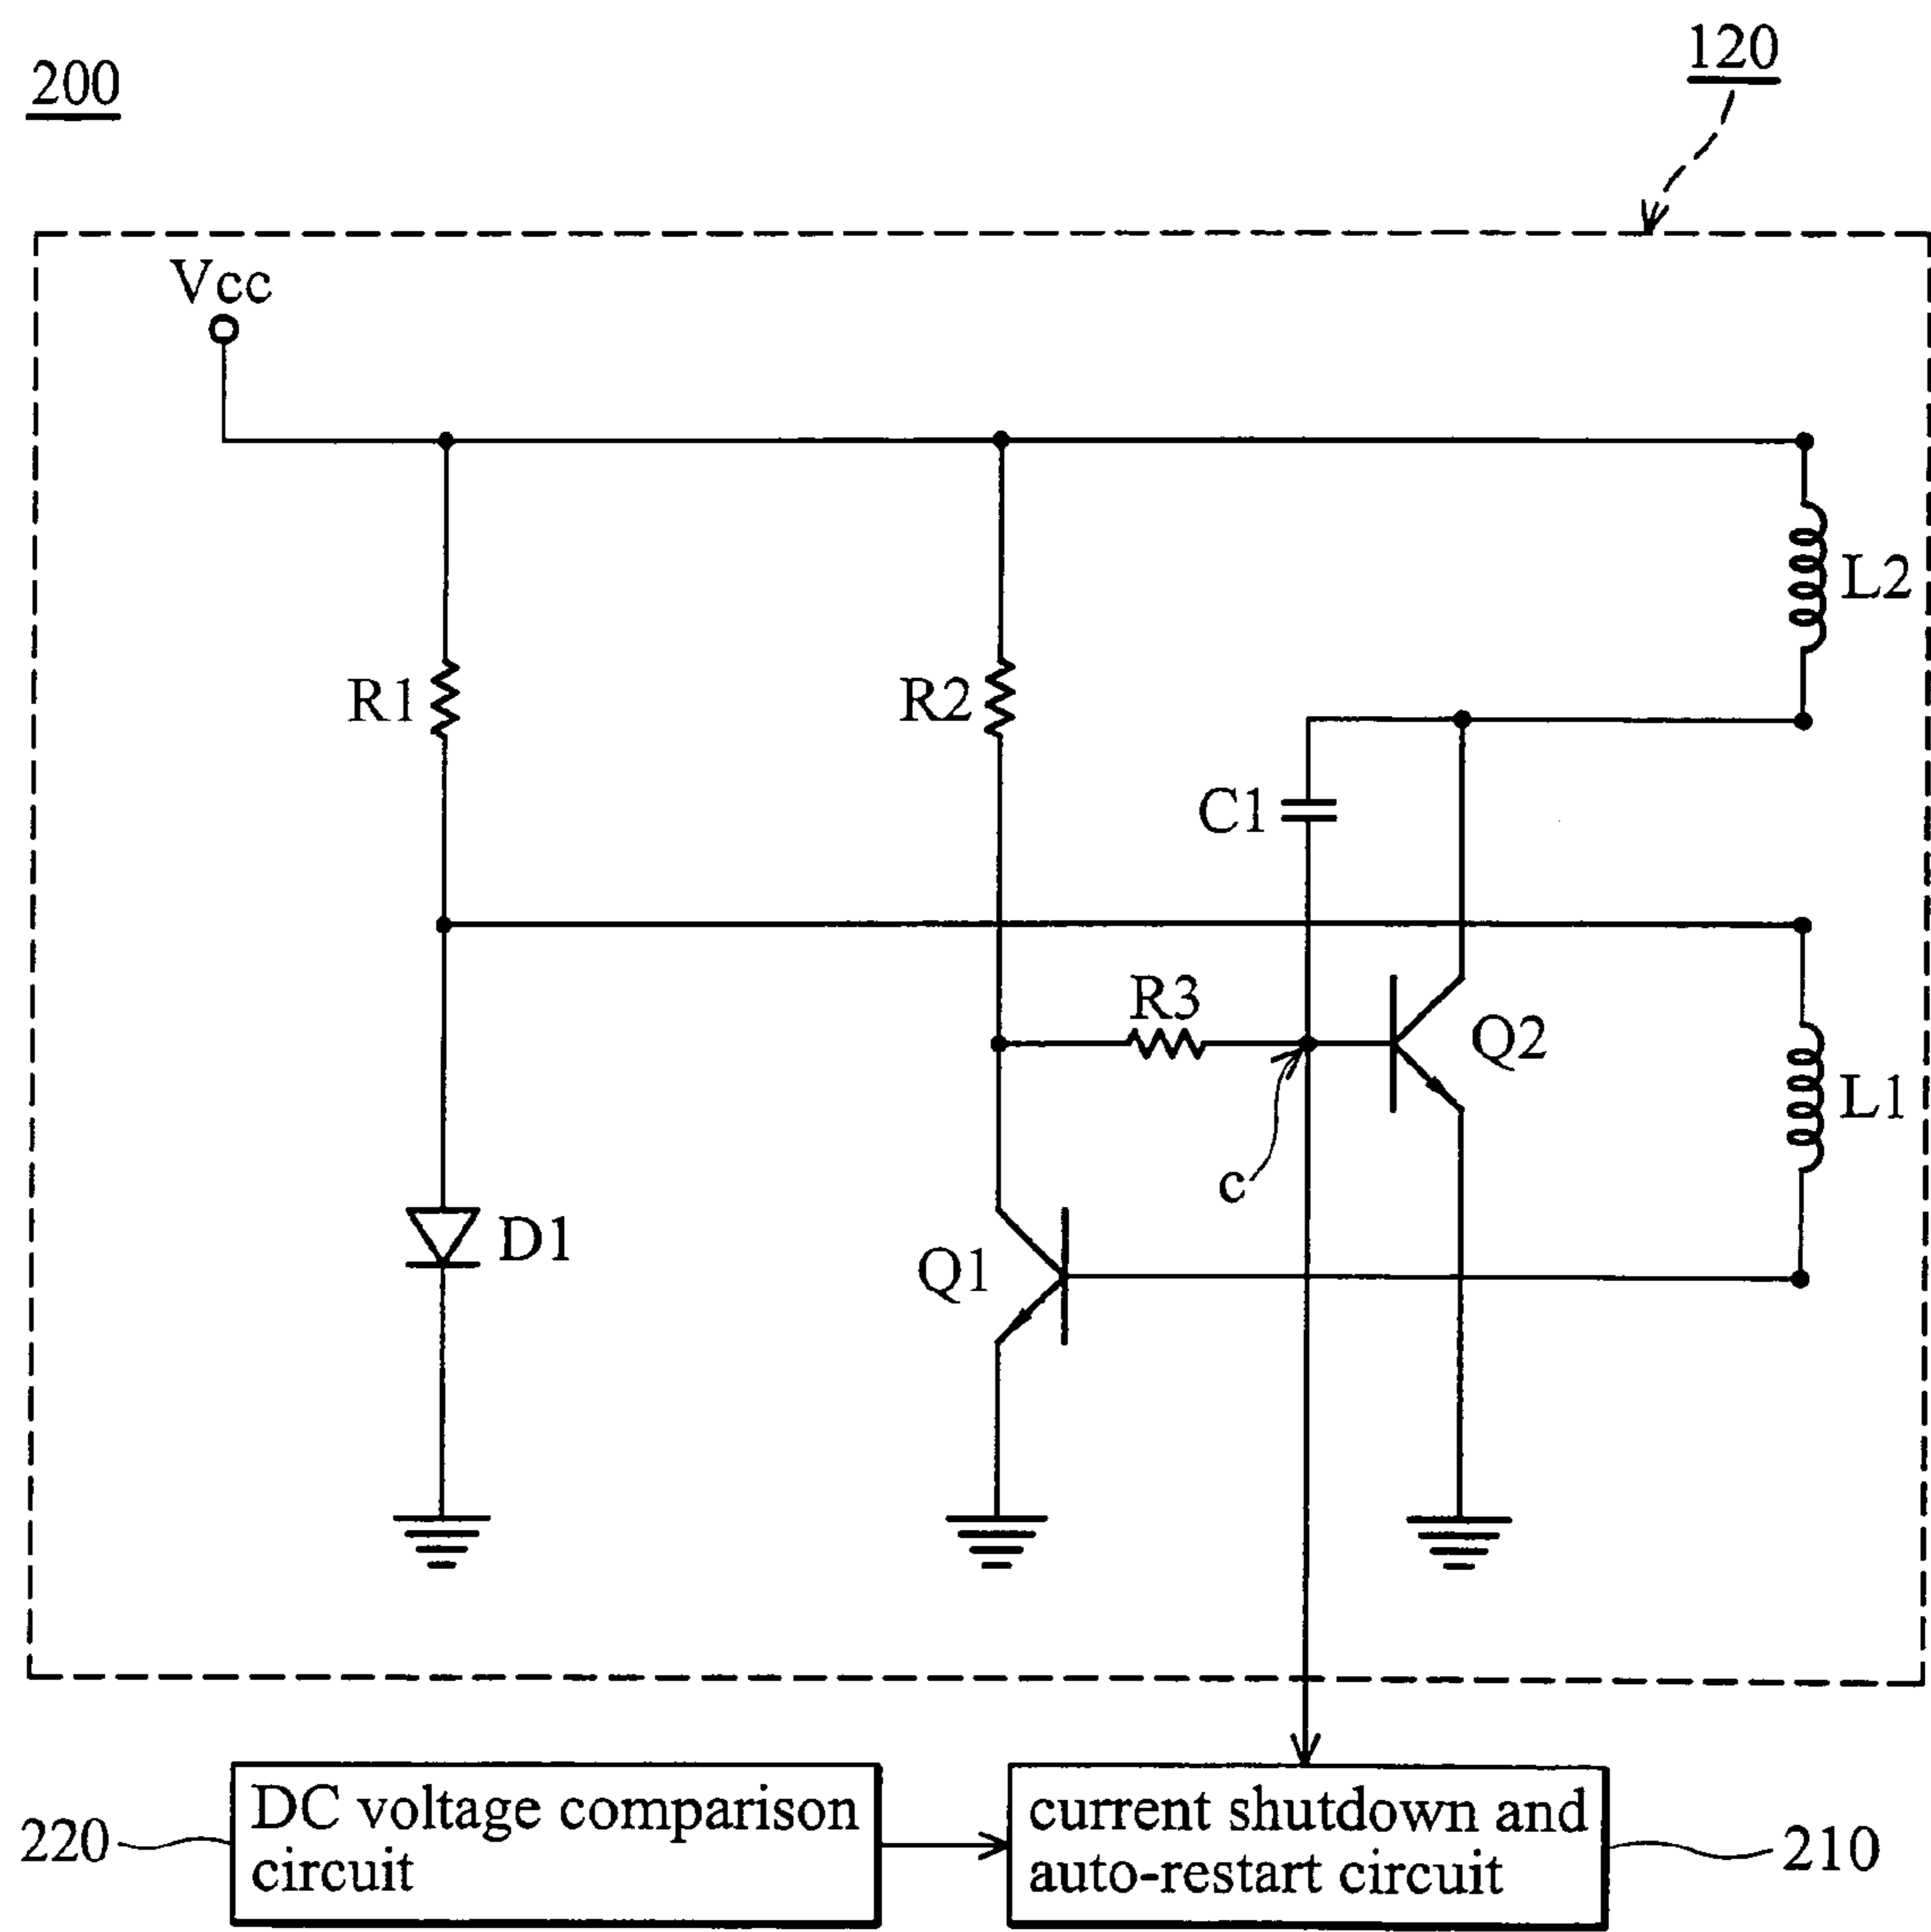 200
120
Vcc
L2
R1
R2
C1
R3
Q2
L1
c
D1
Q1
DC voltage comparison
circuit
current shutdown and
auto-restart circuit
220
210